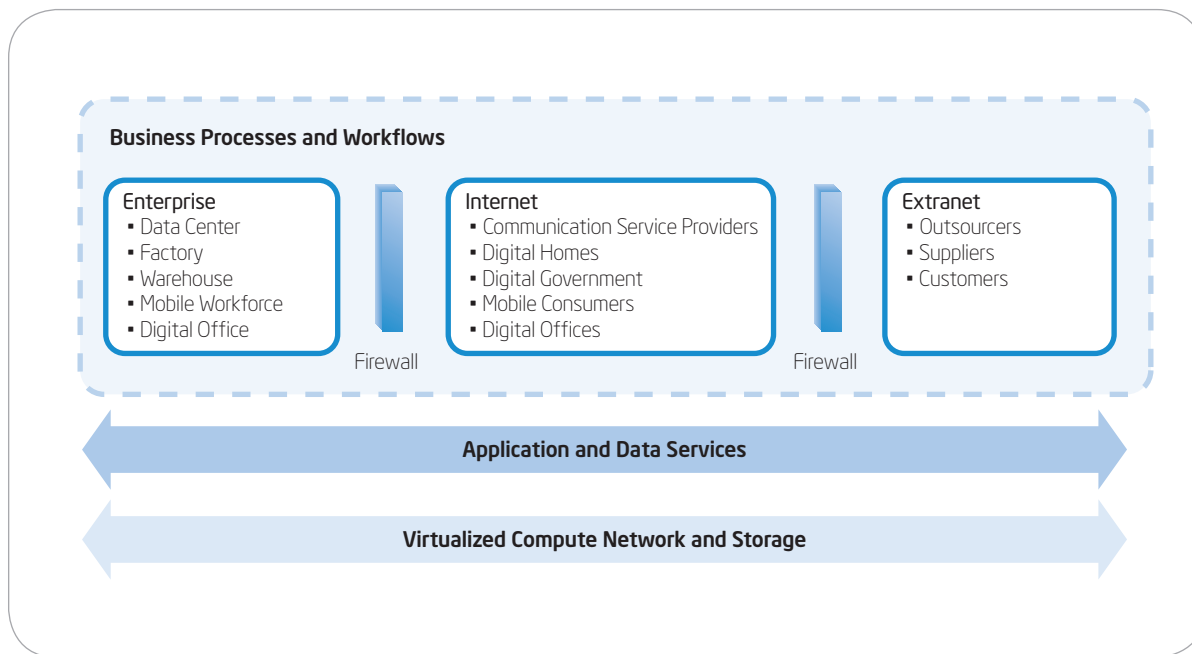 Business Processes and Workflows
Enterprise
▪ Data Center
▪ Factory
▪ Warehouse
▪ Mobile Workforce
▪ Digital Office
Firewall
Internet
▪ Communication Service Providers
▪ Digital Homes
▪ Digital Government
▪ Mobile Consumers
▪ Digital Offices
Firewall
Extranet
▪ Outsourcers
▪ Suppliers
▪ Customers
Application and Data Services
Virtualized Compute Network and Storage